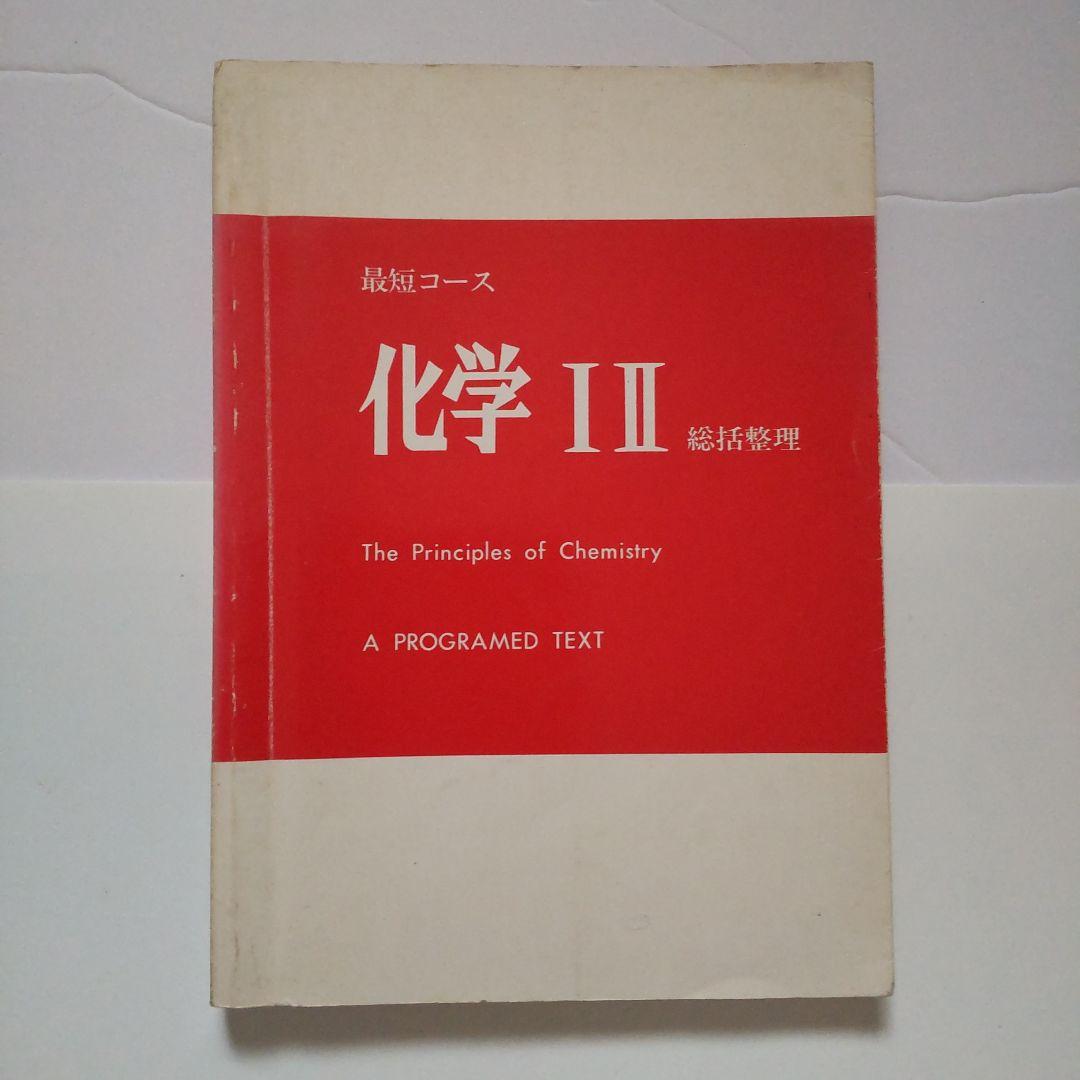 最短コース
化学 I II 総括整理
The Principles of Chemistry
A PROGRAMED TEXT